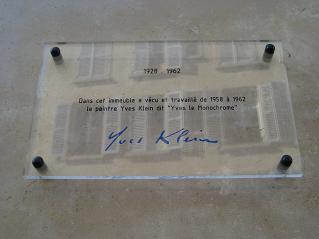 1928 . 1962
Dans cet immeuble a vécu et travaillé de 1958 à 1962
le peintre Yves Klein dit "Yves le Monochrome"
Yves Klein